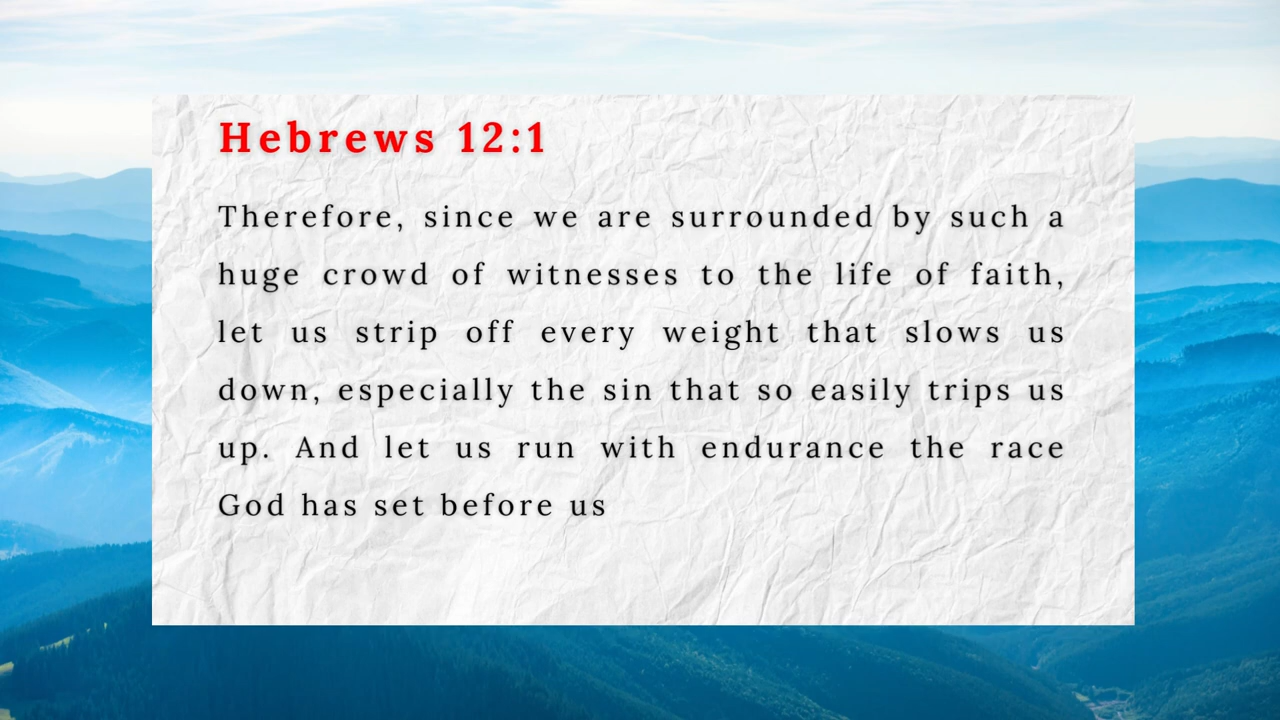 Hebrews 12:1
Therefore, since we are surrounded by such a
huge crowd of witnesses to the life of faith,
let us strip off every weight that slows us
down, especially the sin that so easily trips us
up. And let us run with endurance the race
God has set before us